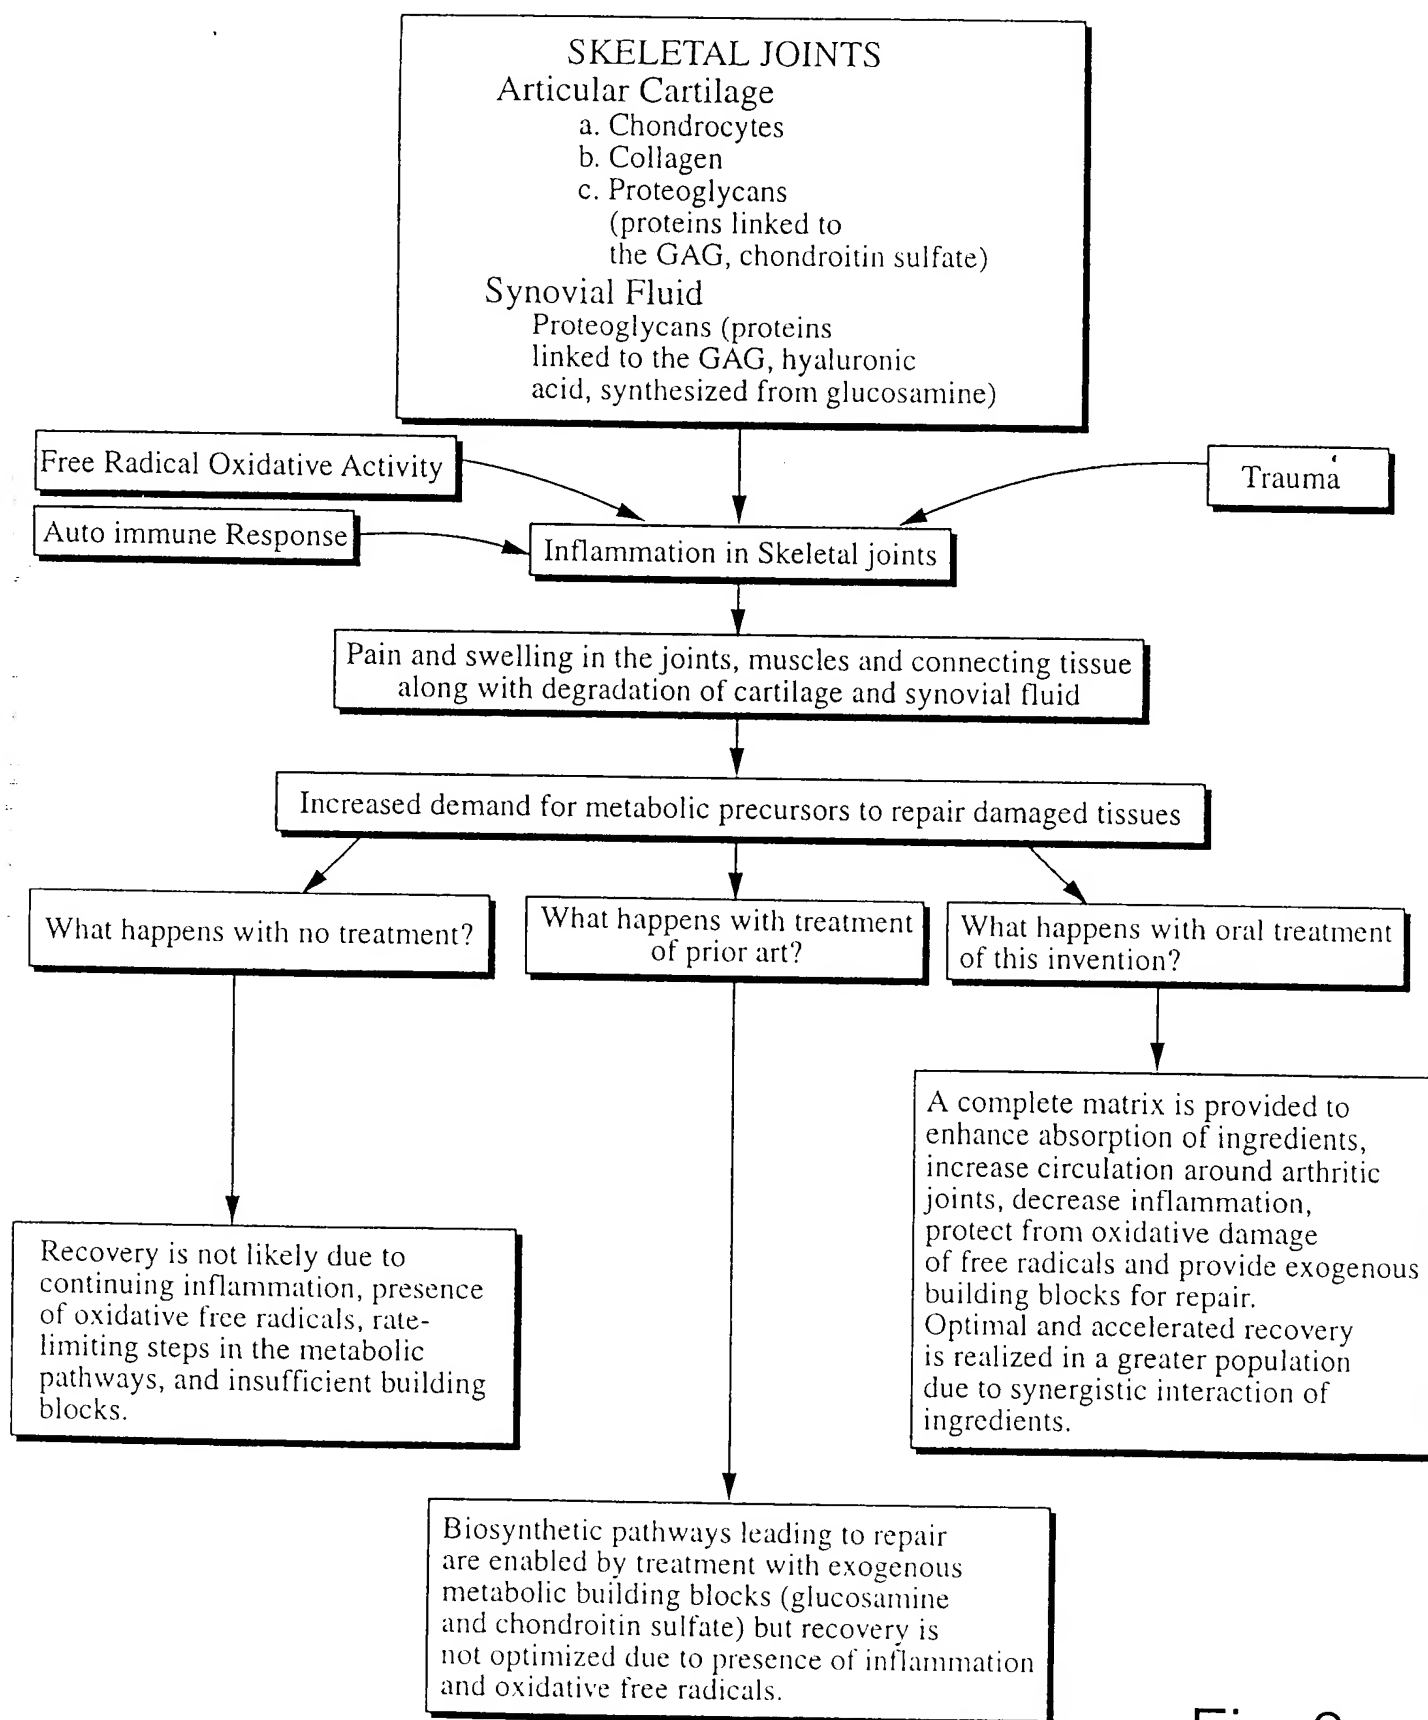 SKELETAL JOINTS
Articular Cartilage
a. Chondrocytes
b. Collagen
c. Proteoglycans
(proteins linked to
the GAG, chondroitin sulfate)
Synovial Fluid
Proteoglycans (proteins
linked to the GAG, hyaluronic
acid, synthesized from glucosamine)
Free Radical Oxidative Activity
Trauma
Auto immune Response
Inflammation in Skeletal joints
Pain and swelling in the joints, muscles and connecting tissue
along with degradation of cartilage and synovial fluid
Increased demand for metabolic precursors to repair damaged tissues
What happens with no treatment?
What happens with treatment
of prior art?
What happens with oral treatment
of this invention?
Recovery is not likely due to
continuing inflammation, presence
of oxidative free radicals, rate-
limiting steps in the metabolic
pathways, and insufficient building
blocks.
Biosynthetic pathways leading to repair
are enabled by treatment with exogenous
metabolic building blocks (glucosamine
and chondroitin sulfate) but recovery is
not optimized due to presence of inflammation
and oxidative free radicals.
A complete matrix is provided to
enhance absorption of ingredients,
increase circulation around arthritic
joints, decrease inflammation,
protect from oxidative damage
of free radicals and provide exogenous
building blocks for repair.
Optimal and accelerated recovery
is realized in a greater population
due to synergistic interaction of
ingredients.